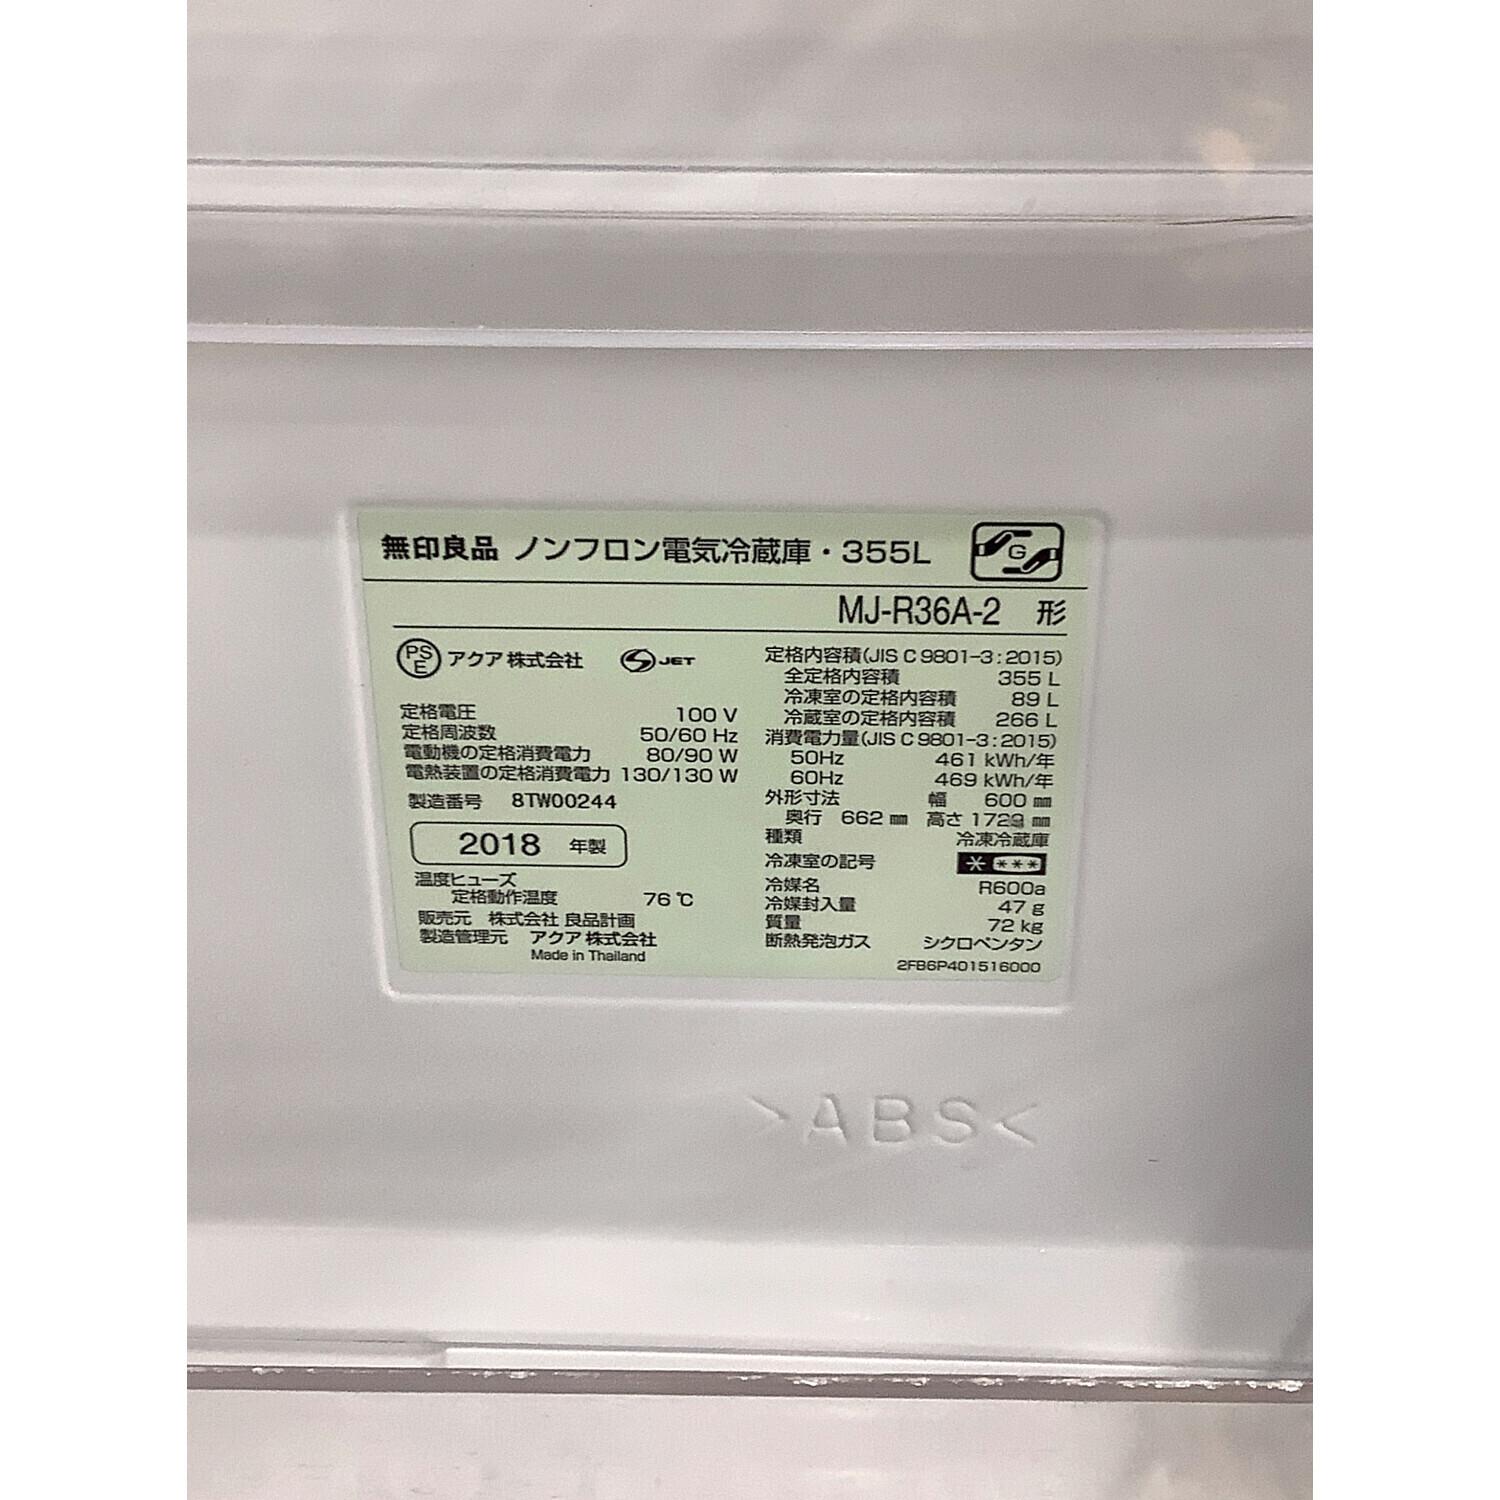 無印良品 ノンフロン電気冷蔵庫・355L G
MJ-R36A-2 形
PSE アクア株式会社 JET
定格電圧 100 V
定格周波数 50/60 Hz
電動機の定格消費電力 80/90 W
電熱装置の定格消費電力 130/130 W
製造番号 8TW00244
2018 年製
温度ヒューズ
定格動作温度 76 ℃
販売元 株式会社 良品計画
製造管理元 アクア株式会社
Made in Thailand
定格内容積(JIS C 9801-3:2015)
全定格内容積 355 L
冷凍室の定格内容積 89 L
冷蔵室の定格内容積 266 L
消費電力量(JIS C 9801-3:2015)
50Hz 461 kWh/年
60Hz 469 kWh/年
外形寸法 幅 600 ㎜
奥行 662 ㎜ 高さ ㎜
種類 冷凍冷蔵庫
冷凍室の記号 * ***
冷媒名 R600a
冷媒封入量 47 g
質量 72 kg
断熱発泡ガス シクロペンタン
2FB6P401516000
>ABS<